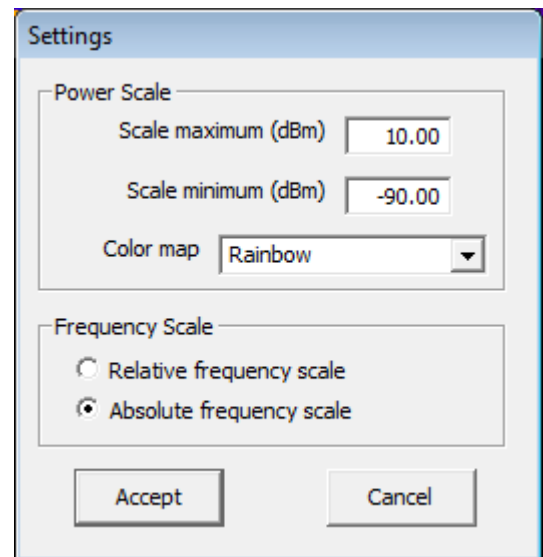 Settings
Power Scale
Scale maximum (dBm) 10.00
Scale minimum (dBm) -90.00
Color map Rainbow
Frequency Scale
Relative frequency scale
Absolute frequency scale
Accept Cancel